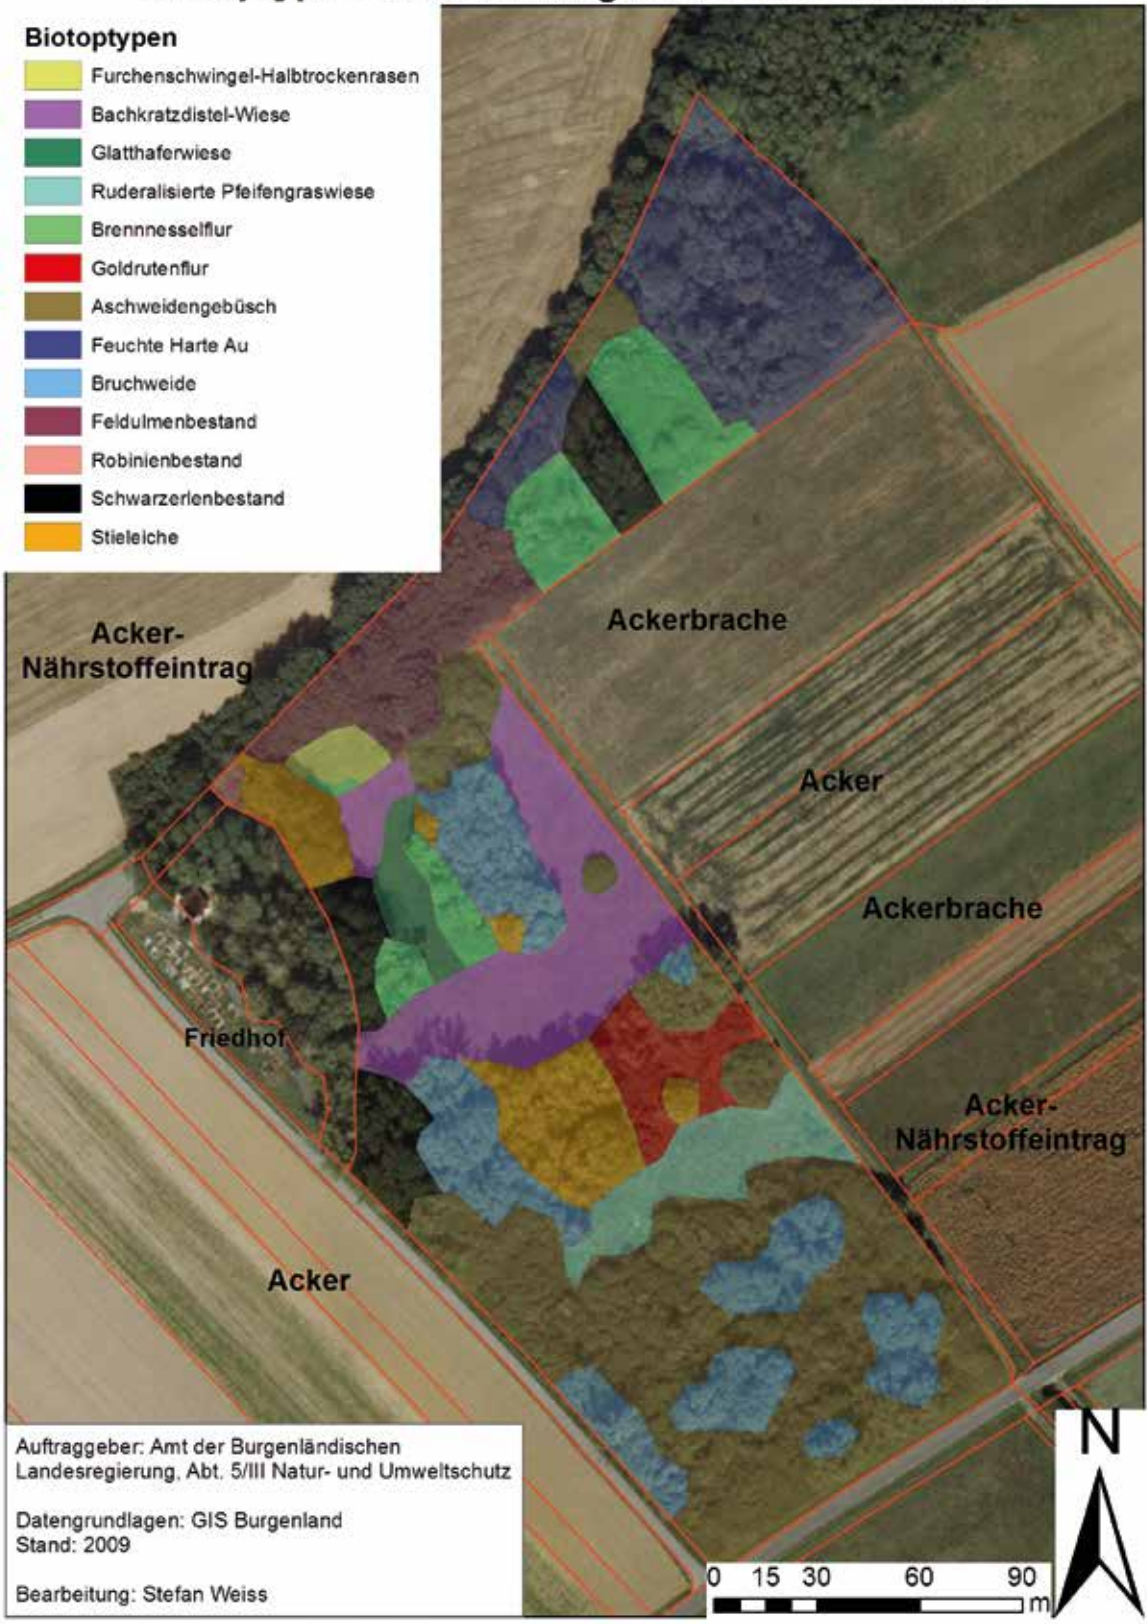 Biotoptypen
Furchenschwingel-Halbtrockenrasen
Bachkratzdistel-Wiese
Glatthaferwiese
Ruderalisierte Pfeifengraswiese
Brennnesselflur
Goldrutenflur
Aschweidengebüsch
Feuchte Harte Au
Bruchweide
Feldulmenbestand
Robinienbestand
Schwarzerlenbestand
Stieleiche
Acker-
Nährstoffeintrag
Ackerbrache
Acker
Ackerbrache
Friedhof
Acker-
Nährstoffeintrag
Acker
Auftraggeber: Amt der Burgenländischen
Landesregierung, Abt. 5/III Natur- und Umweltschutz
Datengrundlagen: GIS Burgenland
Stand: 2009
Bearbeitung: Stefan Weiss
N
0 15 30 60 90
m